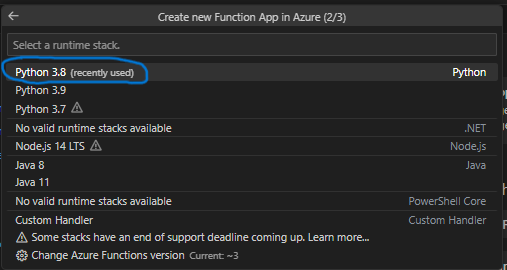 Create new Function App in Azure (2/3)
Select a runtime stack.
Python 3.8 (recently used) Python
Python 3.9
Python 3.7
No valid runtime stacks available .NET
Node.js 14 LTS Node.js
Java 8 Java
Java 11
No valid runtime stacks available PowerShell Core
Custom Handler Custom Handler
Some stacks have an end of support deadline coming up. Learn more...
Change Azure Functions version Current: ~3